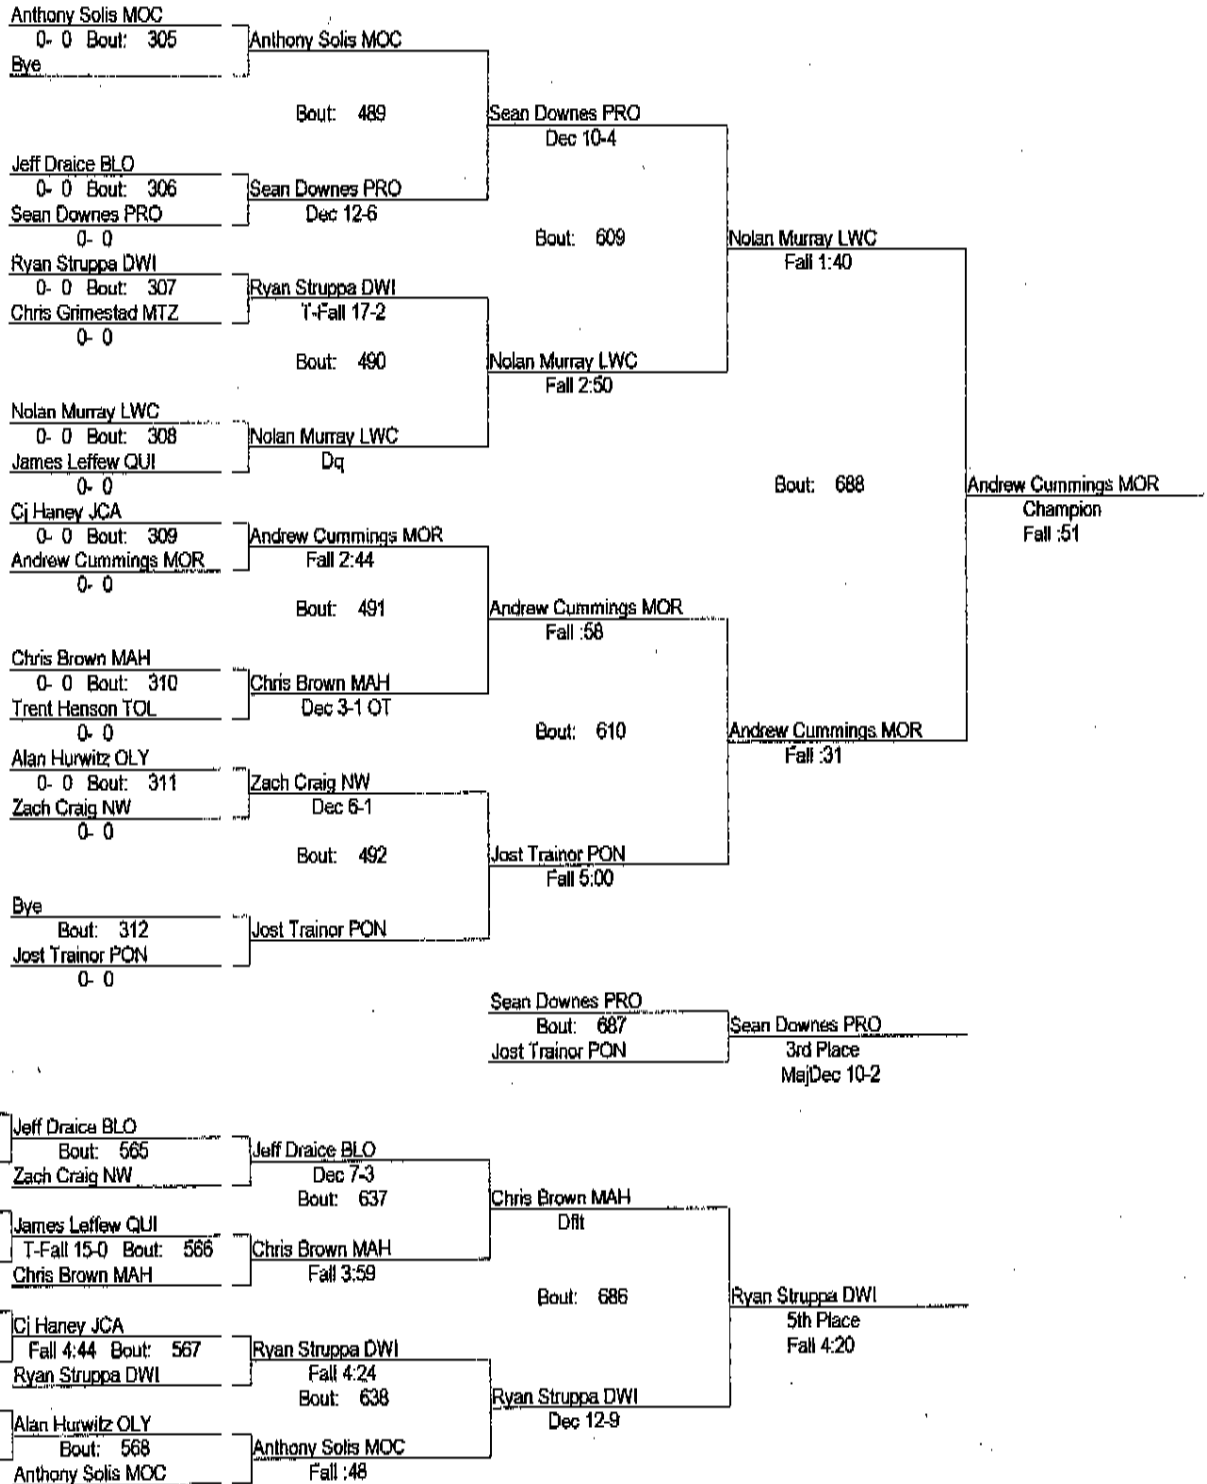 Anthony Solis MOC
0- 0 Bout: 305
Anthony Solis MOC
Bye
Bout: 489
Sean Downes PRO
Dec 10-4
Jeff Draice BLO
0- 0 Bout: 306
Sean Downes PRO
Sean Downes PRO
Dec 12-6
0- 0
Bout: 609
Nolan Murray LWC
Fall 1:40
Ryan Struppa DWI
0- 0 Bout: 307
Ryan Struppa DWI
Chris Grimestad MTZ
T-Fall 17-2
0- 0
Bout: 490
Nolan Murray LWC
Fall 2:50
Nolan Murray LWC
0- 0 Bout: 308
Nolan Murray LWC
James Leffew QUI
Dq
0- 0
Bout: 688
Andrew Cummings MOR
Champion
Fall :51
Cj Haney JCA
0- 0 Bout: 309
Andrew Cummings MOR
Andrew Cummings MOR
Fall 2:44
0- 0
Bout: 491
Andrew Cummings MOR
Fall :58
Chris Brown MAH
0- 0 Bout: 310
Chris Brown MAH
Trent Henson TOL
Dec 3-1 OT
0- 0
Bout: 610
Andrew Cummings MOR
Fall :31
Alan Hurwitz OLY
0- 0 Bout: 311
Zach Craig NW
Zach Craig NW
Dec 6-1
0- 0
Bout: 492
Jost Trainor PON
Fall 5:00
Bye
Bout: 312
Jost Trainor PON
Jost Trainor PON
0- 0
Sean Downes PRO
Bout: 687
Sean Downes PRO
Jost Trainor PON
3rd Place
MajDec 10-2
Jeff Draice BLO
Bout: 565
Jeff Draice BLO
Zach Craig NW
Dec 7-3
Bout: 637
Chris Brown MAH
Dflt
James Leffew QUI
T-Fall 15-0 Bout: 566
Chris Brown MAH
Chris Brown MAH
Fall 3:59
Bout: 686
Ryan Struppa DWI
5th Place
Fall 4:20
Cj Haney JCA
Fall 4:44 Bout: 567
Ryan Struppa DWI
Ryan Struppa DWI
Fall 4:24
Bout: 638
Ryan Struppa DWI
Dec 12-9
Alan Hurwitz OLY
Bout: 568
Anthony Solis MOC
Anthony Solis MOC
Fall :48